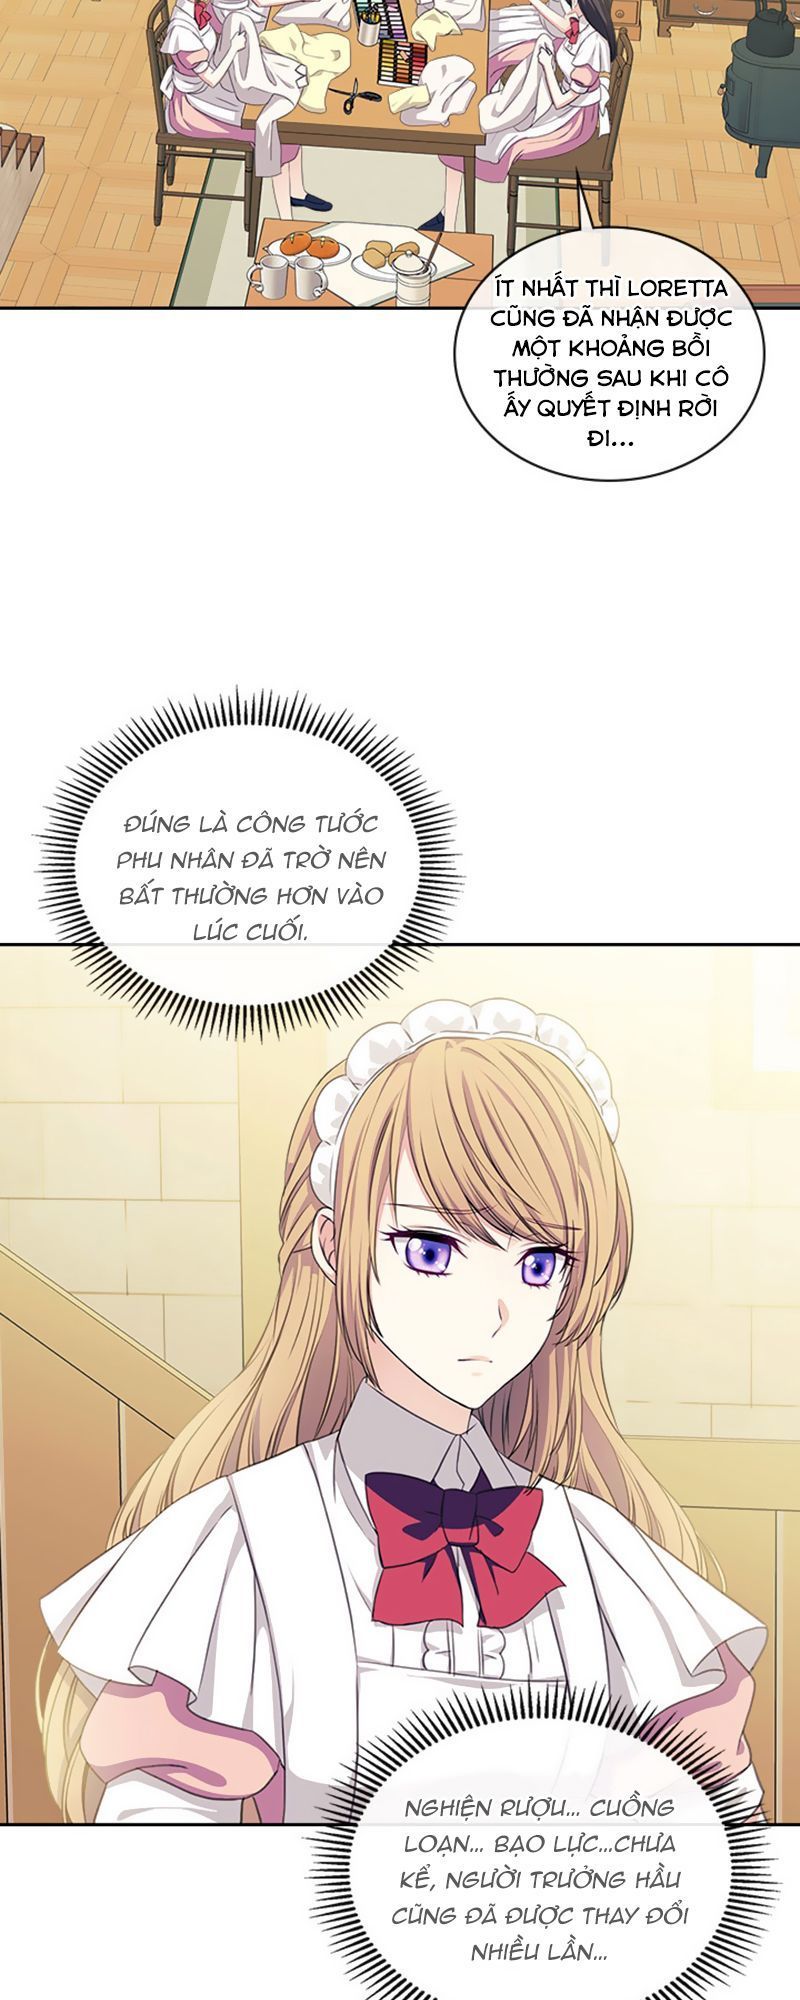 ÍT NHẤT THÌ LORETTA
CŨNG ĐÃ NHẬN ĐƯỢC
MỘT KHOẢNG BỒI
THƯỜNG SAU KHI CÔ
ẤY QUYẾT ĐỊNH RỜI
ĐI...
ĐÚNG LÀ CÔNG TƯỚC
PHU NHÂN ĐÃ TRỜ NÊN
BẤT THƯỜNG HƠN VÀO
LÚC CUỐI.
NGHIỆN RƯỢU... CUỒNG
LOẠN... BẠO LỰC...CHƯA
KỂ, NGƯỜI TRƯỞNG HẦU
CŨNG ĐÃ ĐƯỢC THAY ĐỔI
NHIỀU LẦN...